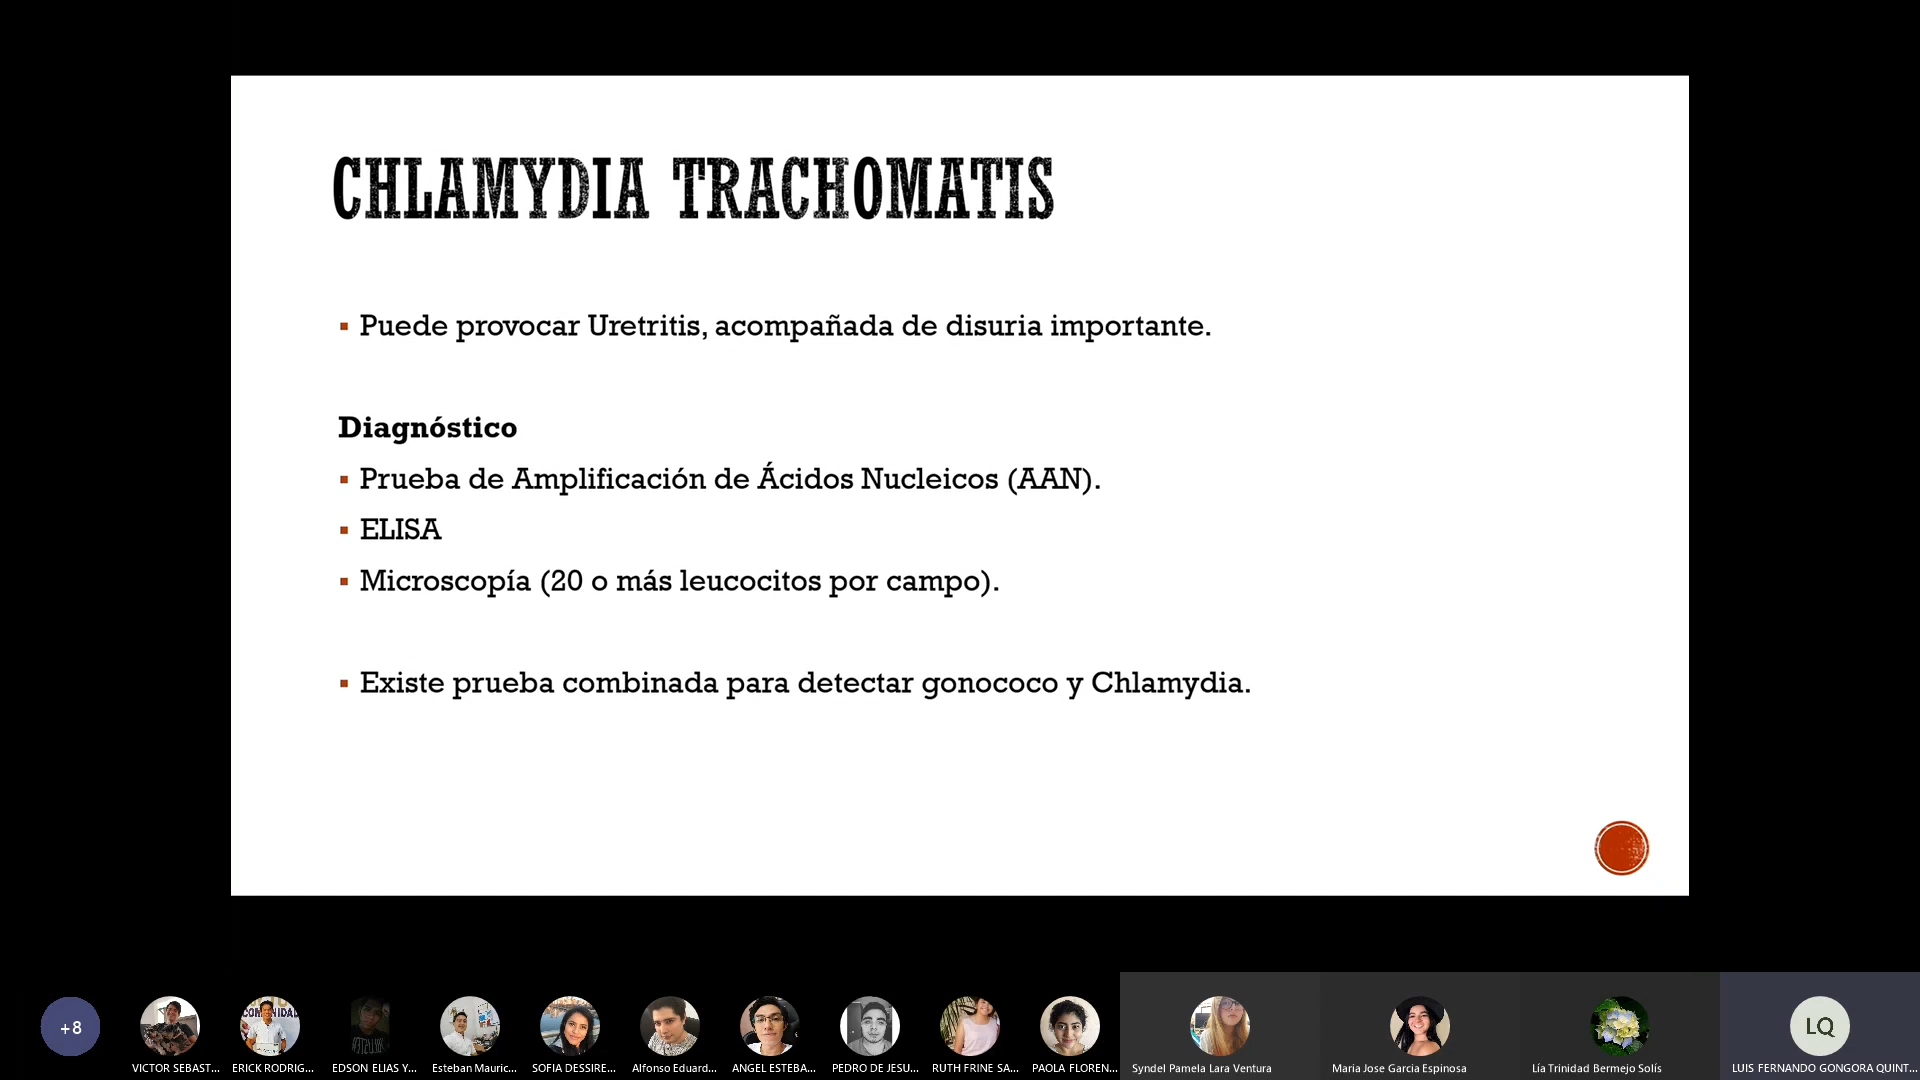 CHLAMYDIA TRACHOMATIS
▪ Puede provocar Uretritis, acompañada de disuria importante.
Diagnóstico
▪ Prueba de Amplificación de Ácidos Nucleicos (AAN).
▪ ELISA
▪ Microscopía (20 o más leucocitos por campo).
▪ Existe prueba combinada para detectar gonococo y Chlamydia.
+8
LQ
VICTOR SEBAST...
ERICK RODRIG...
EDSON ELIAS Y...
Esteban Mauric...
SOFIA DESSIRE...
Alfonso Eduard...
ANGEL ESTEBA...
PEDRO DE JESU...
RUTH FRINE SA...
PAOLA FLOREN...
Syndel Pamela Lara Ventura
Maria Jose Garcia Espinosa
Lía Trinidad Bermejo Solís
LUIS FERNANDO GONGORA QUINT...